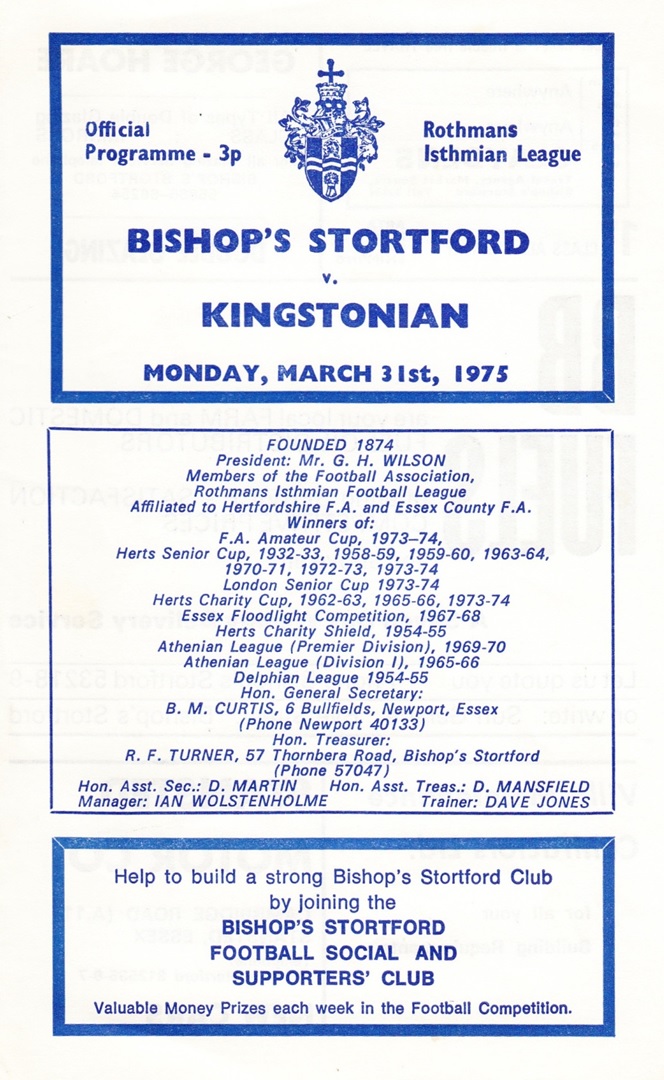 Official
Programme - 3p
Rothmans
Isthmian League
BISHOP'S STORTFORD
v.
KINGSTONIAN
MONDAY, MARCH 31st, 1975
FOUNDED 1874
President: Mr. G. H. WILSON
Members of the Football Association,
Rothmans Isthmian Football League
Affiliated to Hertfordshire F.A. and Essex County F.A.
Winners of:
F.A. Amateur Cup, 1973–74,
Herts Senior Cup, 1932-33, 1958-59, 1959-60, 1963-64,
1970-71, 1972-73, 1973-74
London Senior Cup 1973-74
Herts Charity Cup, 1962-63, 1965-66, 1973-74
Essex Floodlight Competition, 1967-68
Herts Charity Shield, 1954-55
Athenian League (Premier Division), 1969-70
Athenian League (Division I), 1965-66
Delphian League 1954-55
Hon. General Secretary:
B. M. CURTIS, 6 Bullfields, Newport, Essex
(Phone Newport 40133)
Hon. Treasurer:
R. F. TURNER, 57 Thornbera Road, Bishop's Stortford
(Phone 57047)
Hon. Asst. Sec.: D. MARTIN Hon. Asst. Treas.: D. MANSFIELD
Manager: IAN WOLSTENHOLME Trainer: DAVE JONES
Help to build a strong Bishop's Stortford Club
by joining the
BISHOP'S STORTFORD
FOOTBALL SOCIAL AND
SUPPORTERS' CLUB
Valuable Money Prizes each week in the Football Competition.